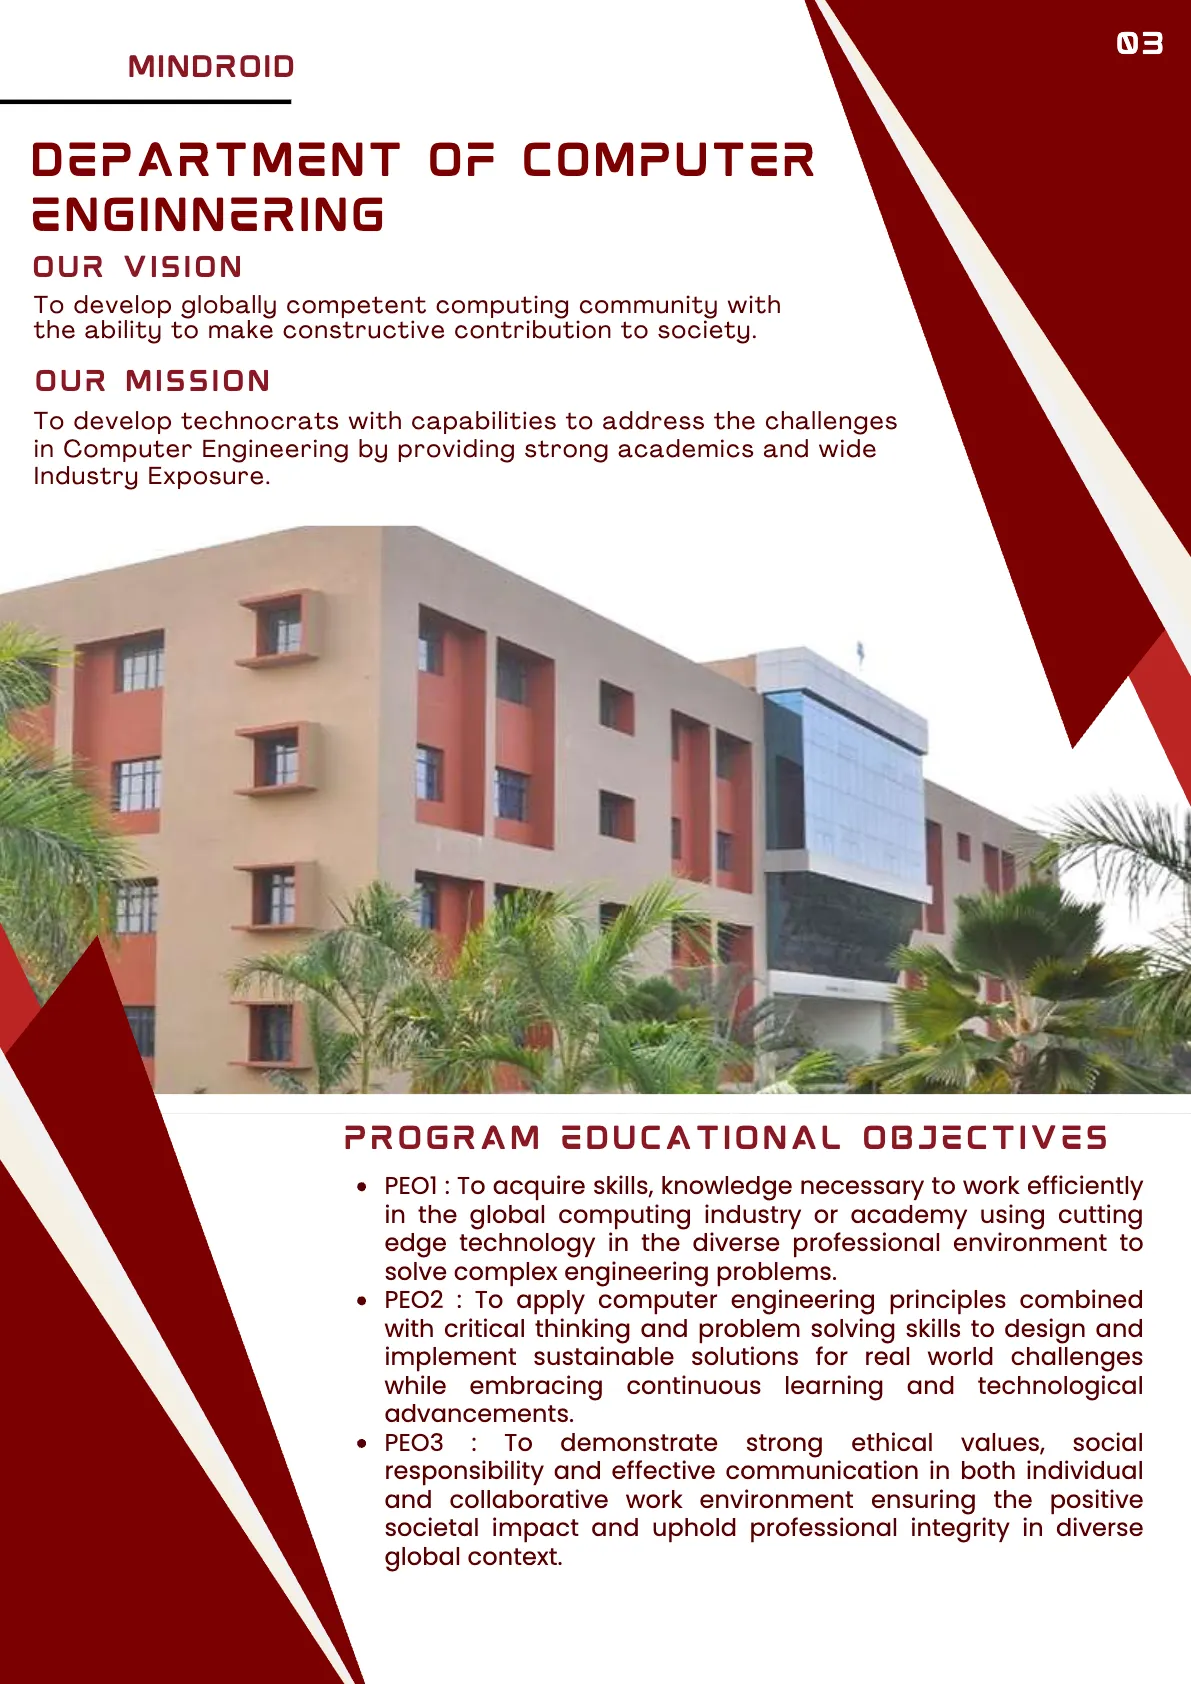 03
MINDROID
DEPARTMENT OF COMPUTER
ENGINNERING
OUR VISION
To develop globally competent computing community with
the ability to make constructive contribution to society.
OUR MISSION
To develop technocrats with capabilities to address the challenges
in Computer Engineering by providing strong academics and wide
Industry Exposure.
PROGRAM EDUCATIONAL OBJECTIVES
• PEO1 : To acquire skills, knowledge necessary to work efficiently
in the global computing industry or academy using cutting
edge technology in the diverse professional environment to
solve complex engineering problems.
• PEO2 : To apply computer engineering principles combined
with critical thinking and problem solving skills to design and
implement sustainable solutions for real world challenges
while embracing continuous learning and technological
advancements.
• PEO3 : To demonstrate strong ethical values, social
responsibility and effective communication in both individual
and collaborative work environment ensuring the positive
societal impact and uphold professional integrity in diverse
global context.